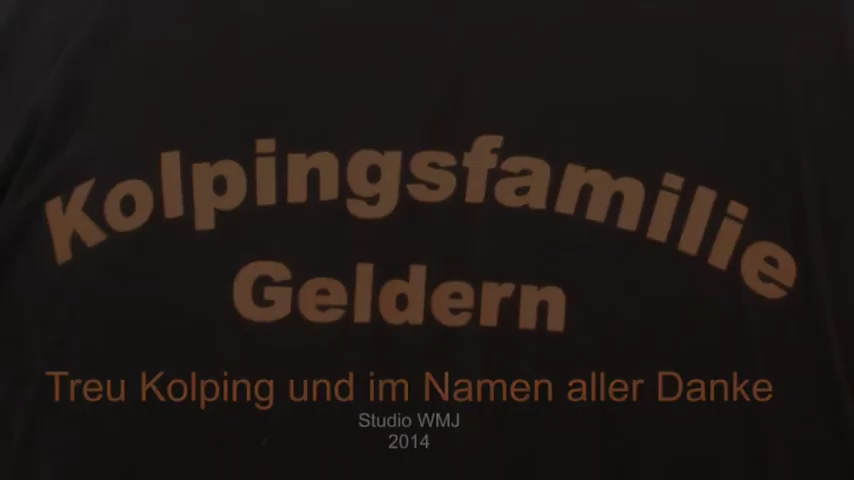 Kolpingsfamilie
Geldern
Treu Kolping und im Namen aller Danke
Studio WMJ
2014